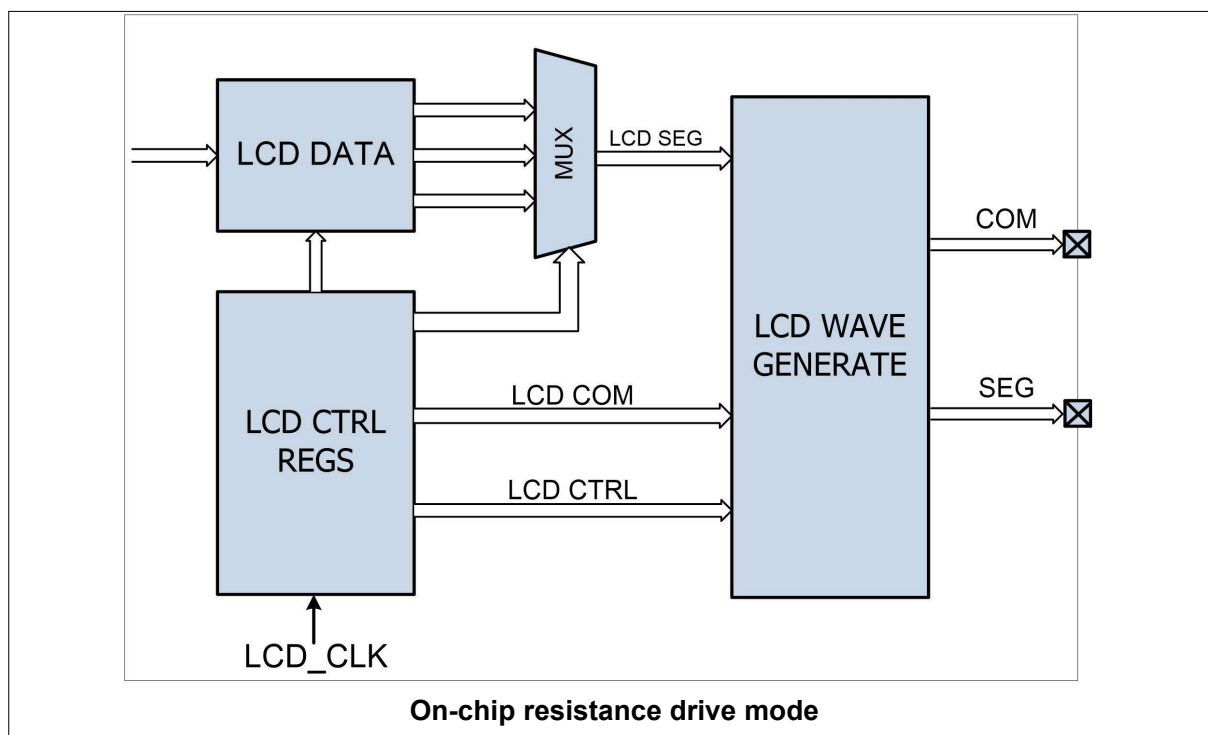 LCD DATA
MUX
LCD SEG
COM
LCD WAVE
GENERATE
SEG
LCD CTRL
REGS
LCD COM
LCD CTRL
LCD_CLK
On-chip resistance drive mode